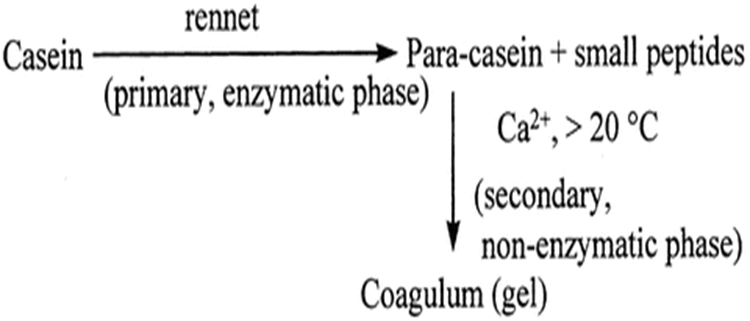 rennet
Casein
Para-casein + small peptides
(primary, enzymatic phase)
Ca²⁺, > 20 °C
(secondary,
non-enzymatic phase)
Coagulum (gel)